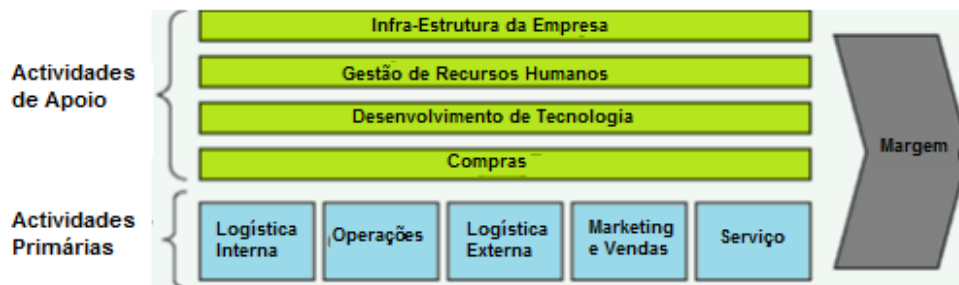 Actividades
de Apoio
Infra-Estrutura da Empresa
Gestão de Recursos Humanos
Desenvolvimento de Tecnologia
Compras
Margem
Actividades
Primárias
Logística
Interna
Operações
Logística
Externa
Marketing
e Vendas
Serviço